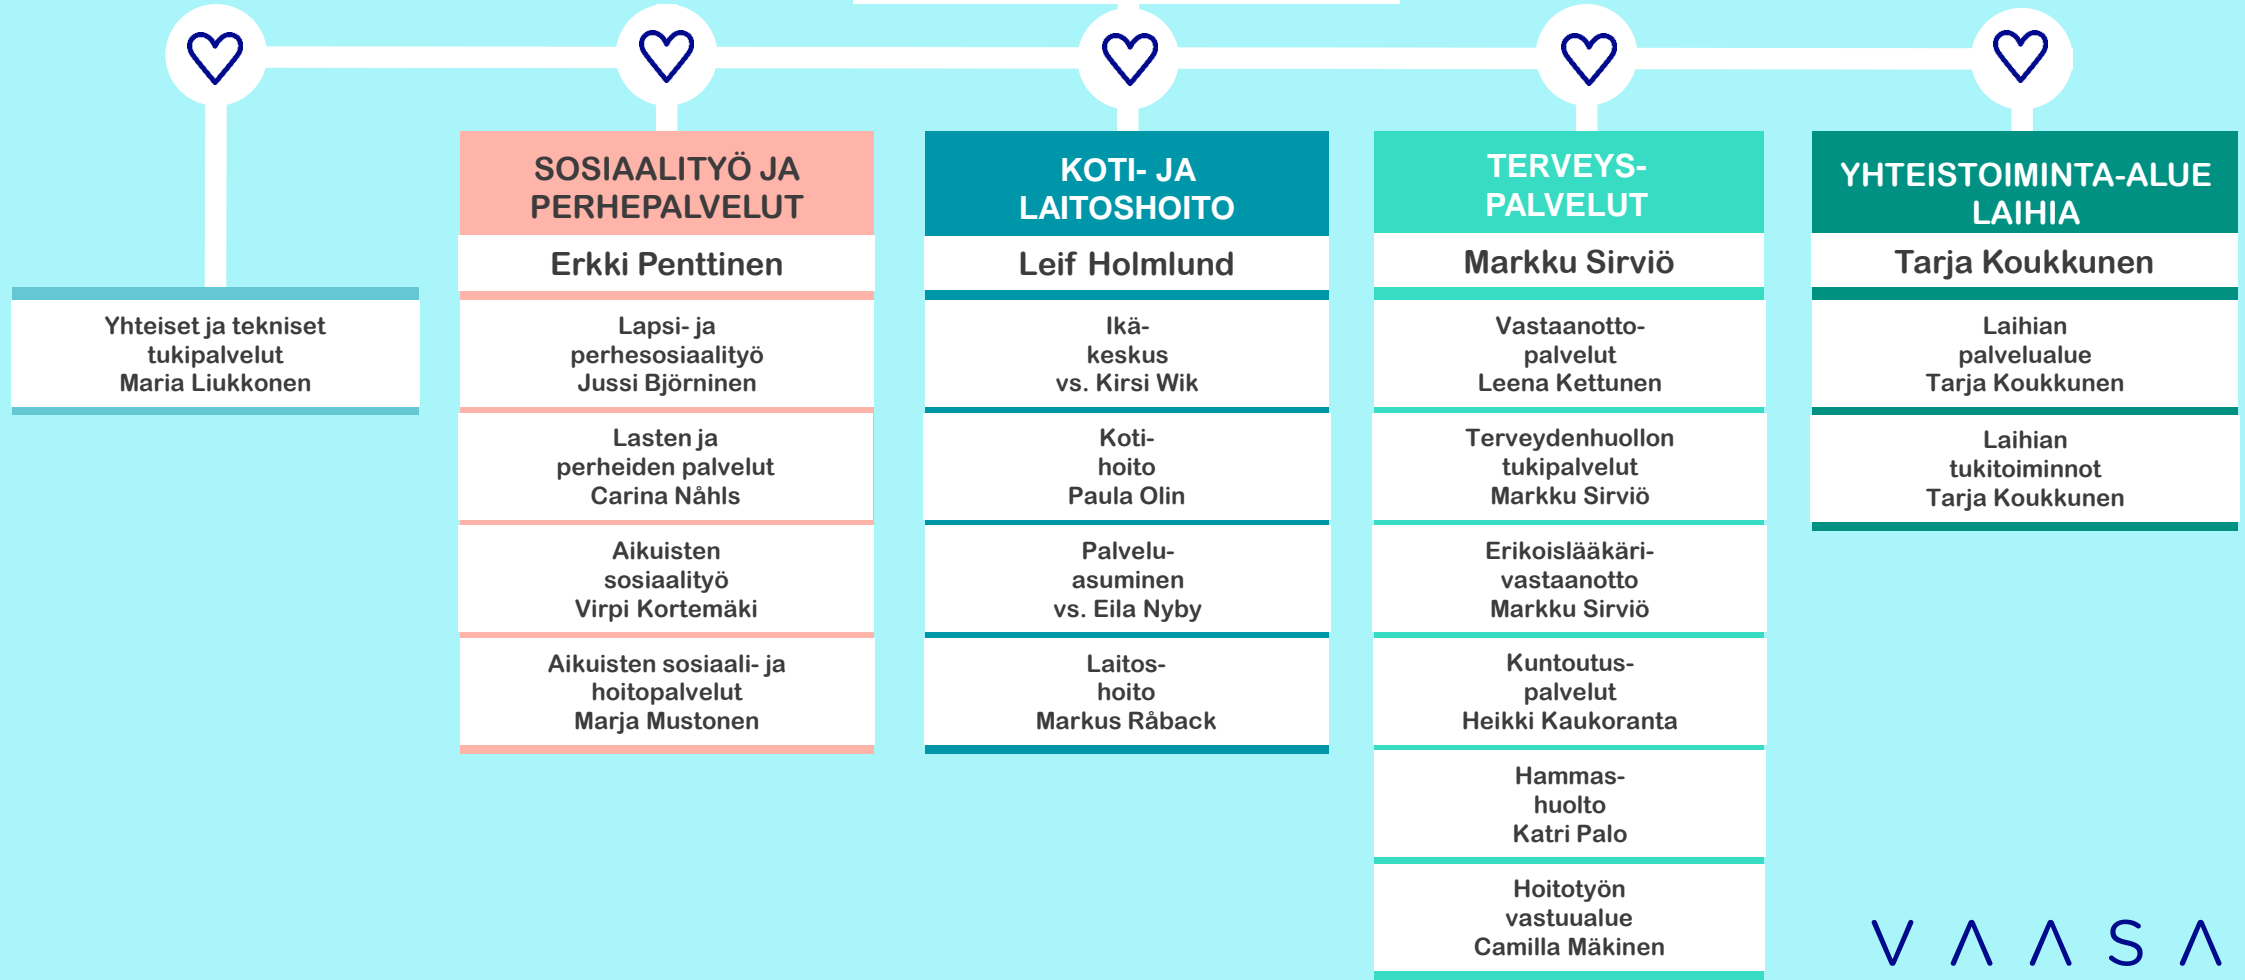 Yhteiset ja tekniset
tukipalvelut
Maria Liukkonen
SOSIAALITYÖ JA
PERHEPALVELUT
Erkki Penttinen
Lapsi- ja
perhesosiaalityö
Jussi Björninen
Lasten ja
perheiden palvelut
Carina Nåhls
Aikuisten
sosiaalityö
Virpi Kortemäki
Aikuisten sosiaali- ja
hoitopalvelut
Marja Mustonen
KOTI- JA
LAITOSHOITO
Leif Holmlund
Ikä-
keskus
vs. Kirsi Wik
Koti-
hoito
Paula Olin
Palvelu-
asuminen
vs. Eila Nyby
Laitos-
hoito
Markus Råback
TERVEYS-
PALVELUT
Markku Sirviö
Vastaanotto-
palvelut
Leena Kettunen
Terveydenhuollon
tukipalvelut
Markku Sirviö
Erikoislääkäri-
vastaanotto
Markku Sirviö
Kuntoutus-
palvelut
Heikki Kaukoranta
Hammas-
huolto
Katri Palo
Hoitotyön
vastuualue
Camilla Mäkinen
YHTEISTOIMINTA-ALUE
LAIHIA
Tarja Koukkunen
Laihian
palvelualue
Tarja Koukkunen
Laihian
tukitoiminnot
Tarja Koukkunen
VAASA